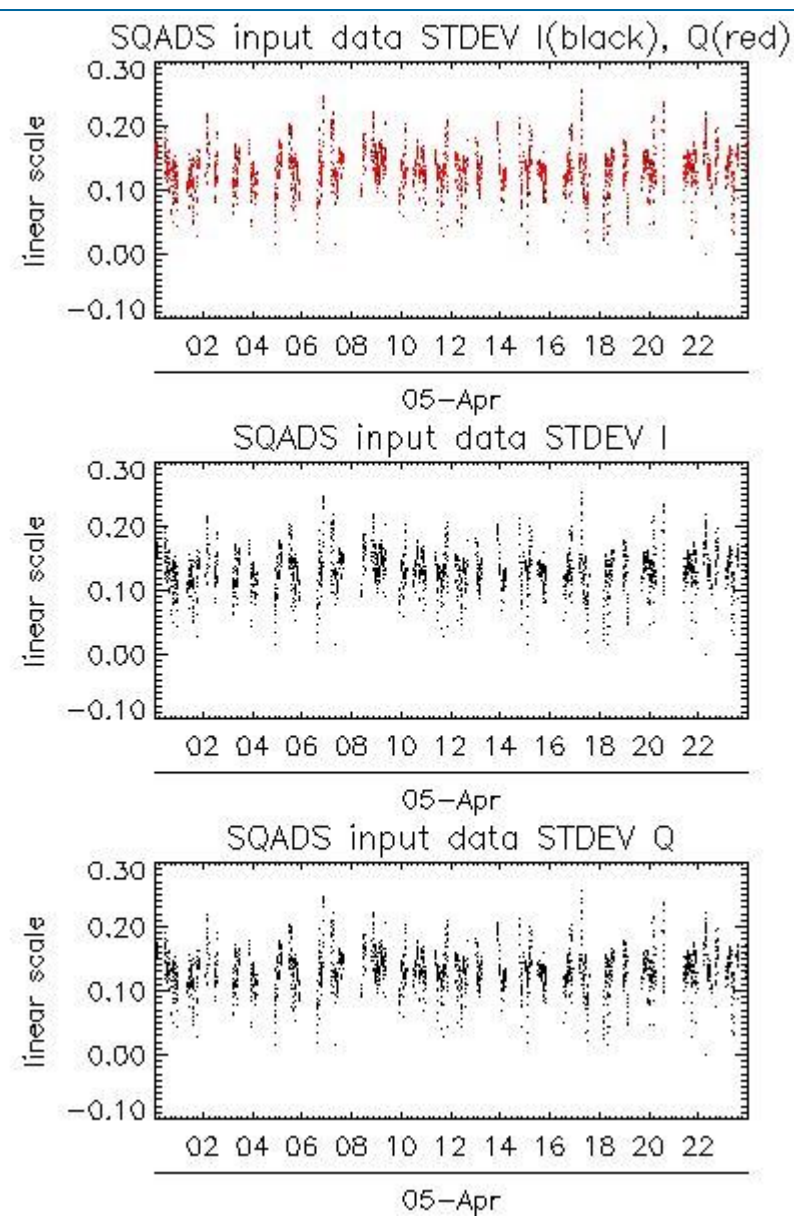 SQADS input data STDEV I(black), Q(red)
0.30
0.20
0.10
0.00
-0.10
linear scale
02 04 06 08 10 12 14 16 18 20 22
05-Apr
SQADS input data STDEV I
0.30
0.20
0.10
0.00
-0.10
linear scale
02 04 06 08 10 12 14 16 18 20 22
05-Apr
SQADS input data STDEV Q
0.30
0.20
0.10
0.00
-0.10
linear scale
02 04 06 08 10 12 14 16 18 20 22
05-Apr